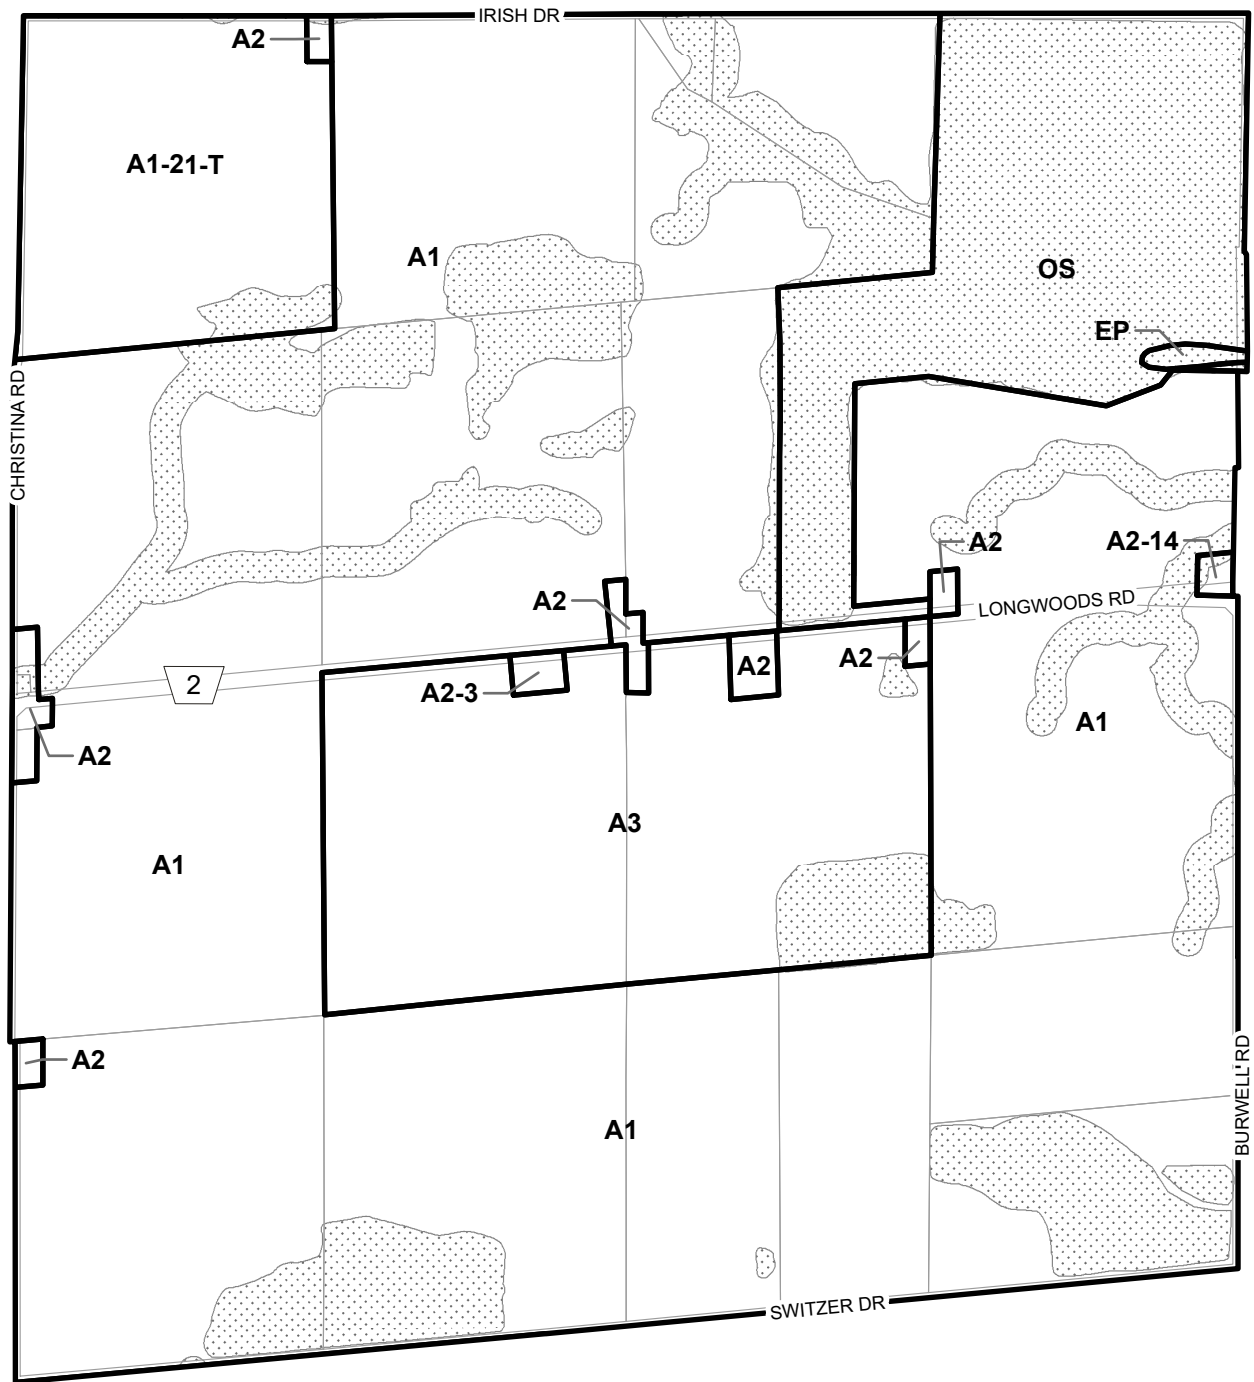 IRISH DR
A2
A1-21-T
A1
OS
EP
CHRISTINA RD
A2
A2-14
A2
LONGWOODS RD
A2
A2
2
A2-3
A1
A2
A3
A1
BURWELL RD
A2
A1
SWITZER DR